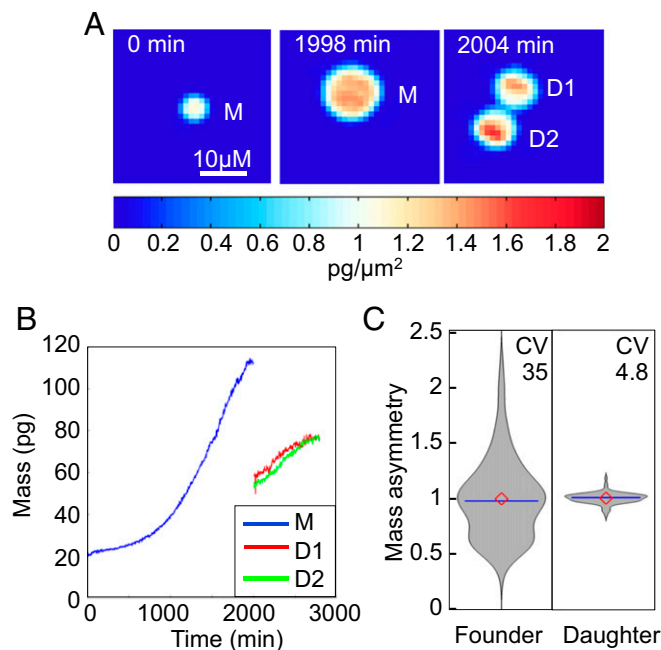 A
0 min
1998 min
2004 min
M
M
D1
D2
10µM
0 0.2 0.4 0.6 0.8 1 1.2 1.4 1.6 1.8 2
pg/µm²
B
120
100
80
60
40
20
0
Mass (pg)
M
D1
D2
0 1000 2000 3000
Time (min)
C
2.5
2
1.5
1
0.5
0
Mass asymmetry
CV
35
CV
4.8
Founder
Daughter